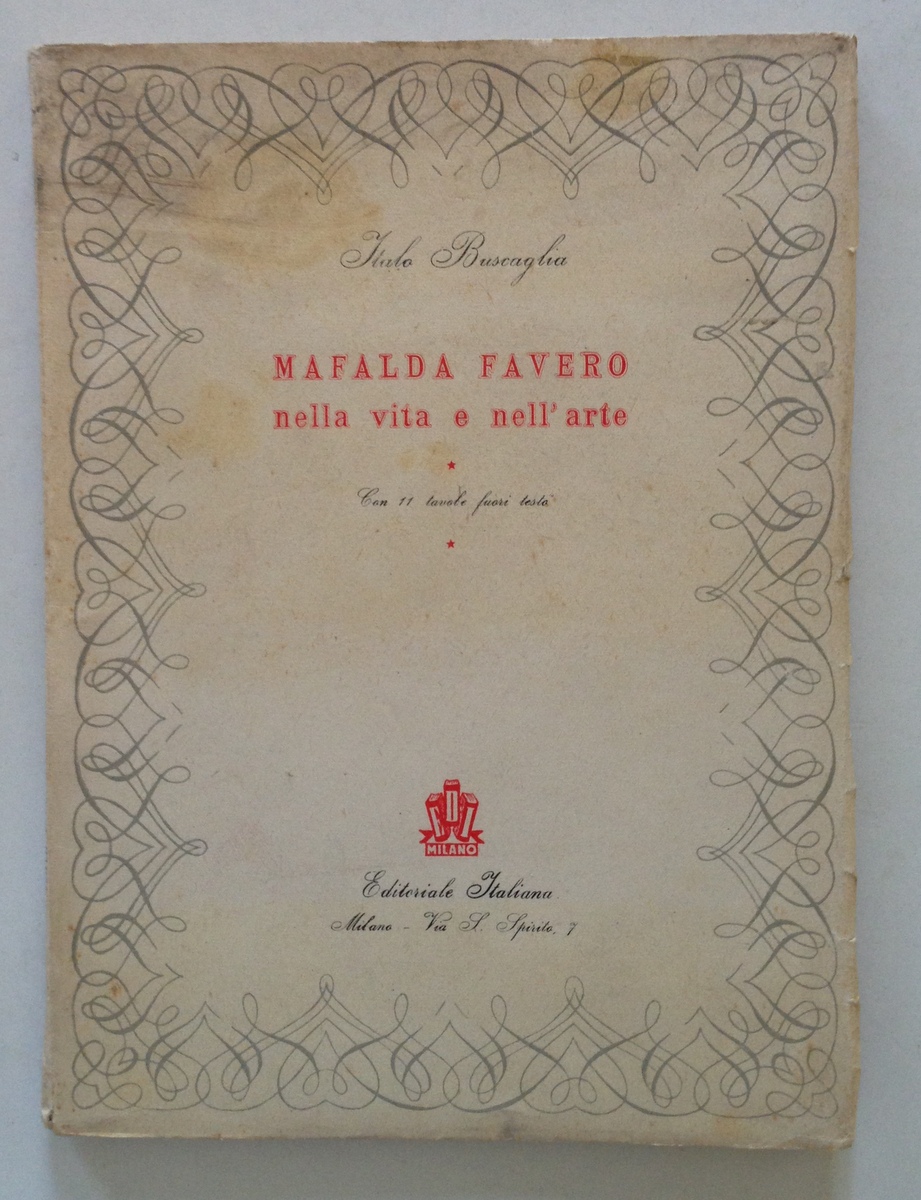 Italo Buscaglia
MAFALDA FAVERO
nella vita e nell'arte
Con 11 tavole fuori testo
EDI
MILANO
Editoriale Italiana
Milano - Via S. Spirito, 7